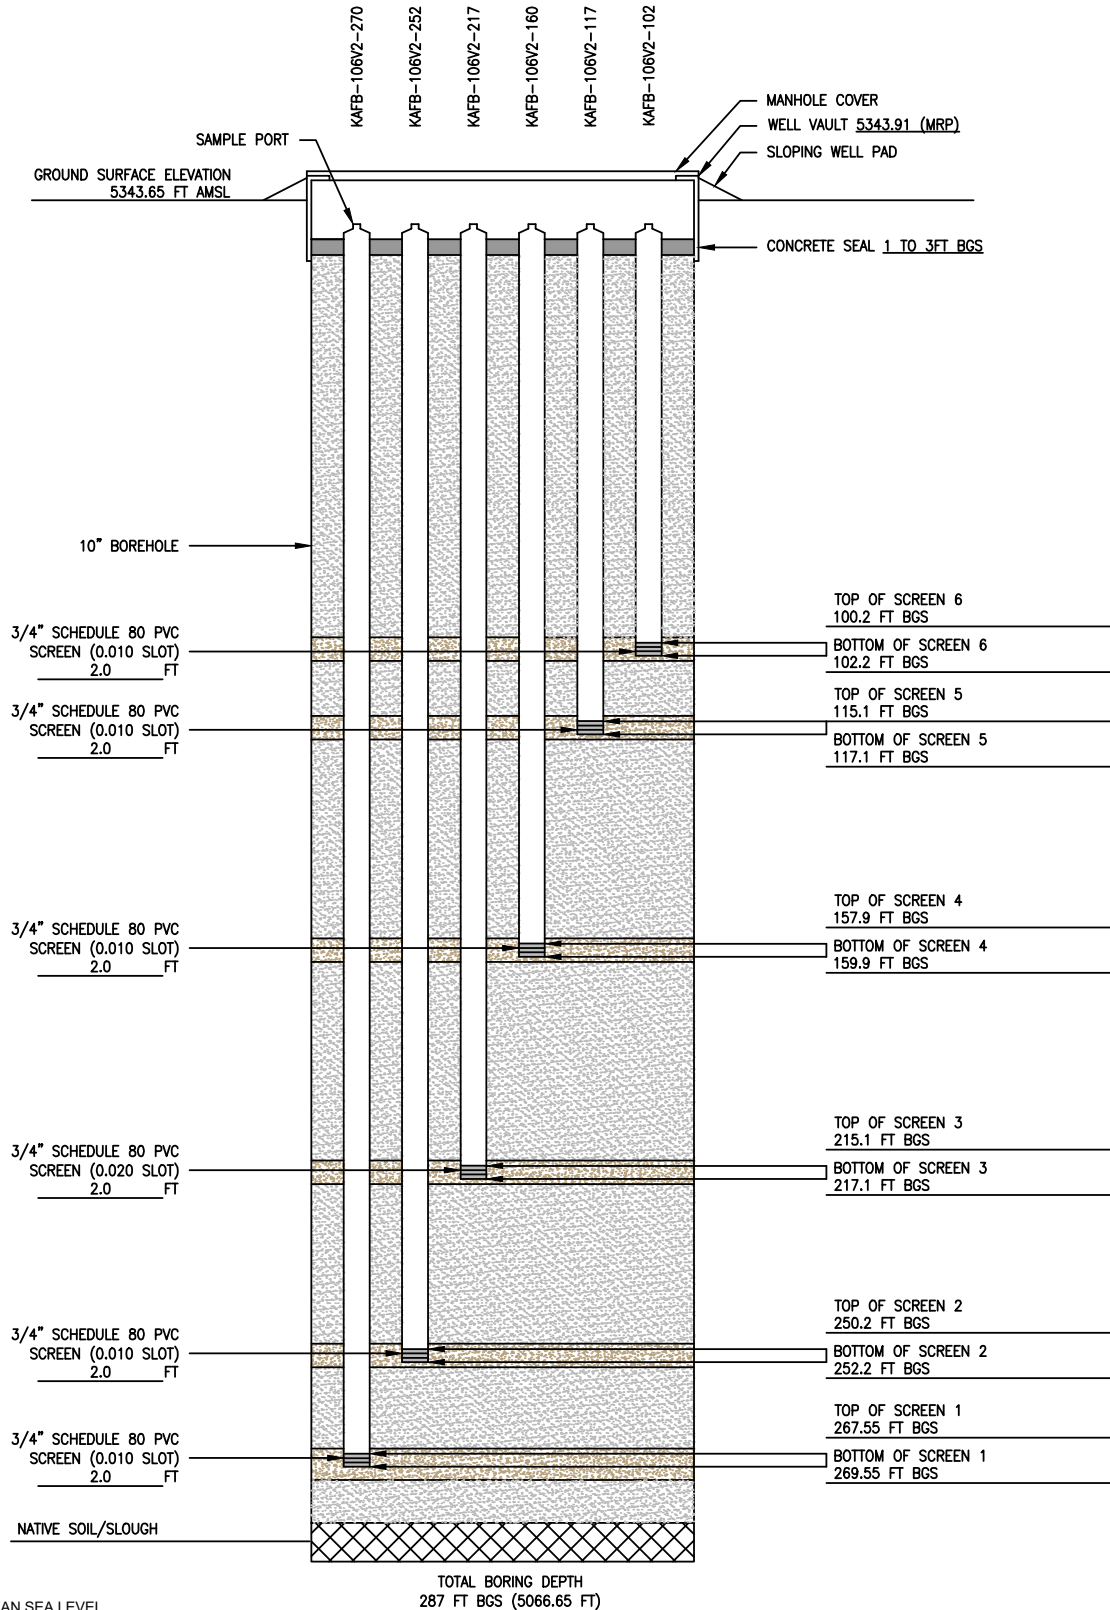 KAFB-106V2-270
KAFB-106V2-252
KAFB-106V2-217
KAFB-106V2-160
KAFB-106V2-117
KAFB-106V2-102
MANHOLE COVER
WELL VAULT 5343.91 (MRP)
SLOPING WELL PAD
SAMPLE PORT
GROUND SURFACE ELEVATION
5343.65 FT AMSL
CONCRETE SEAL 1 TO 3FT BGS
10" BOREHOLE
3/4" SCHEDULE 80 PVC
SCREEN (0.010 SLOT)
2.0 FT
TOP OF SCREEN 6
100.2 FT BGS
BOTTOM OF SCREEN 6
102.2 FT BGS
3/4" SCHEDULE 80 PVC
SCREEN (0.010 SLOT)
2.0 FT
TOP OF SCREEN 5
115.1 FT BGS
BOTTOM OF SCREEN 5
117.1 FT BGS
3/4" SCHEDULE 80 PVC
SCREEN (0.010 SLOT)
2.0 FT
TOP OF SCREEN 4
157.9 FT BGS
BOTTOM OF SCREEN 4
159.9 FT BGS
3/4" SCHEDULE 80 PVC
SCREEN (0.020 SLOT)
2.0 FT
TOP OF SCREEN 3
215.1 FT BGS
BOTTOM OF SCREEN 3
217.1 FT BGS
3/4" SCHEDULE 80 PVC
SCREEN (0.010 SLOT)
2.0 FT
TOP OF SCREEN 2
250.2 FT BGS
BOTTOM OF SCREEN 2
252.2 FT BGS
3/4" SCHEDULE 80 PVC
SCREEN (0.010 SLOT)
2.0 FT
TOP OF SCREEN 1
267.55 FT BGS
BOTTOM OF SCREEN 1
269.55 FT BGS
NATIVE SOIL/SLOUGH
TOTAL BORING DEPTH
287 FT BGS (5066.65 FT)
AN SEA LEVEL